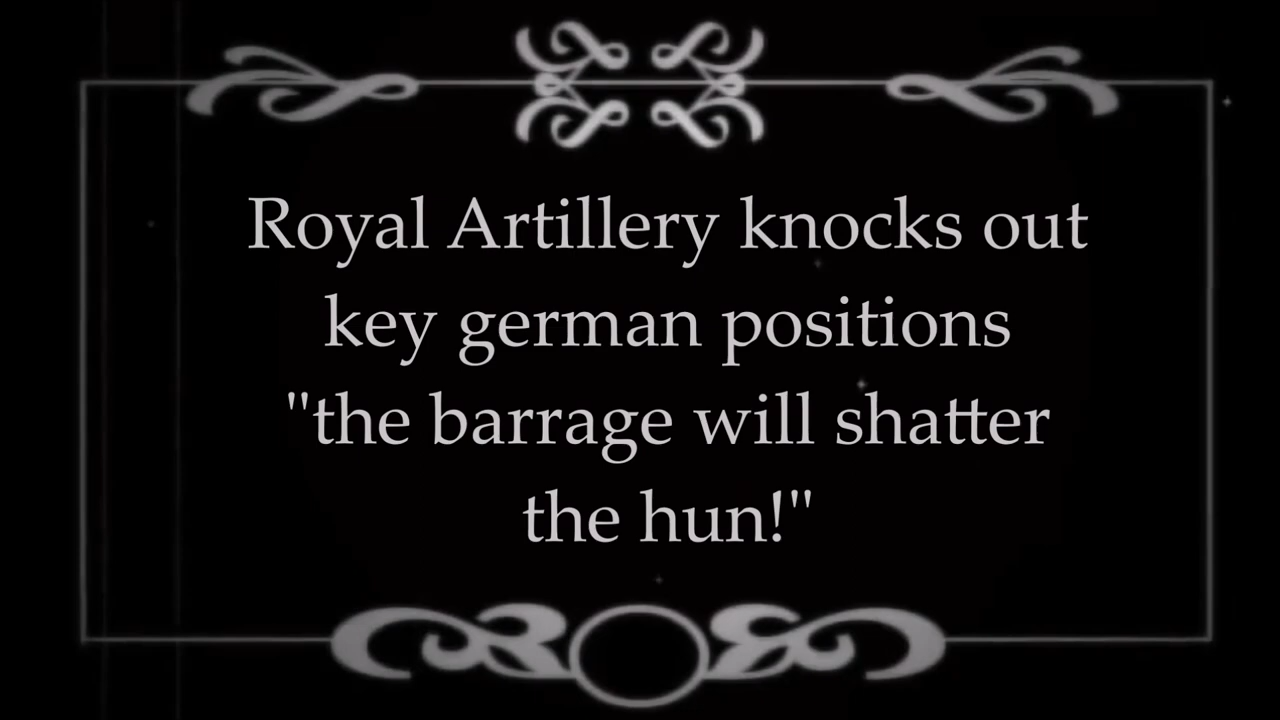 Royal Artillery knocks out
key german positions
"the barrage will shatter
the hun!"